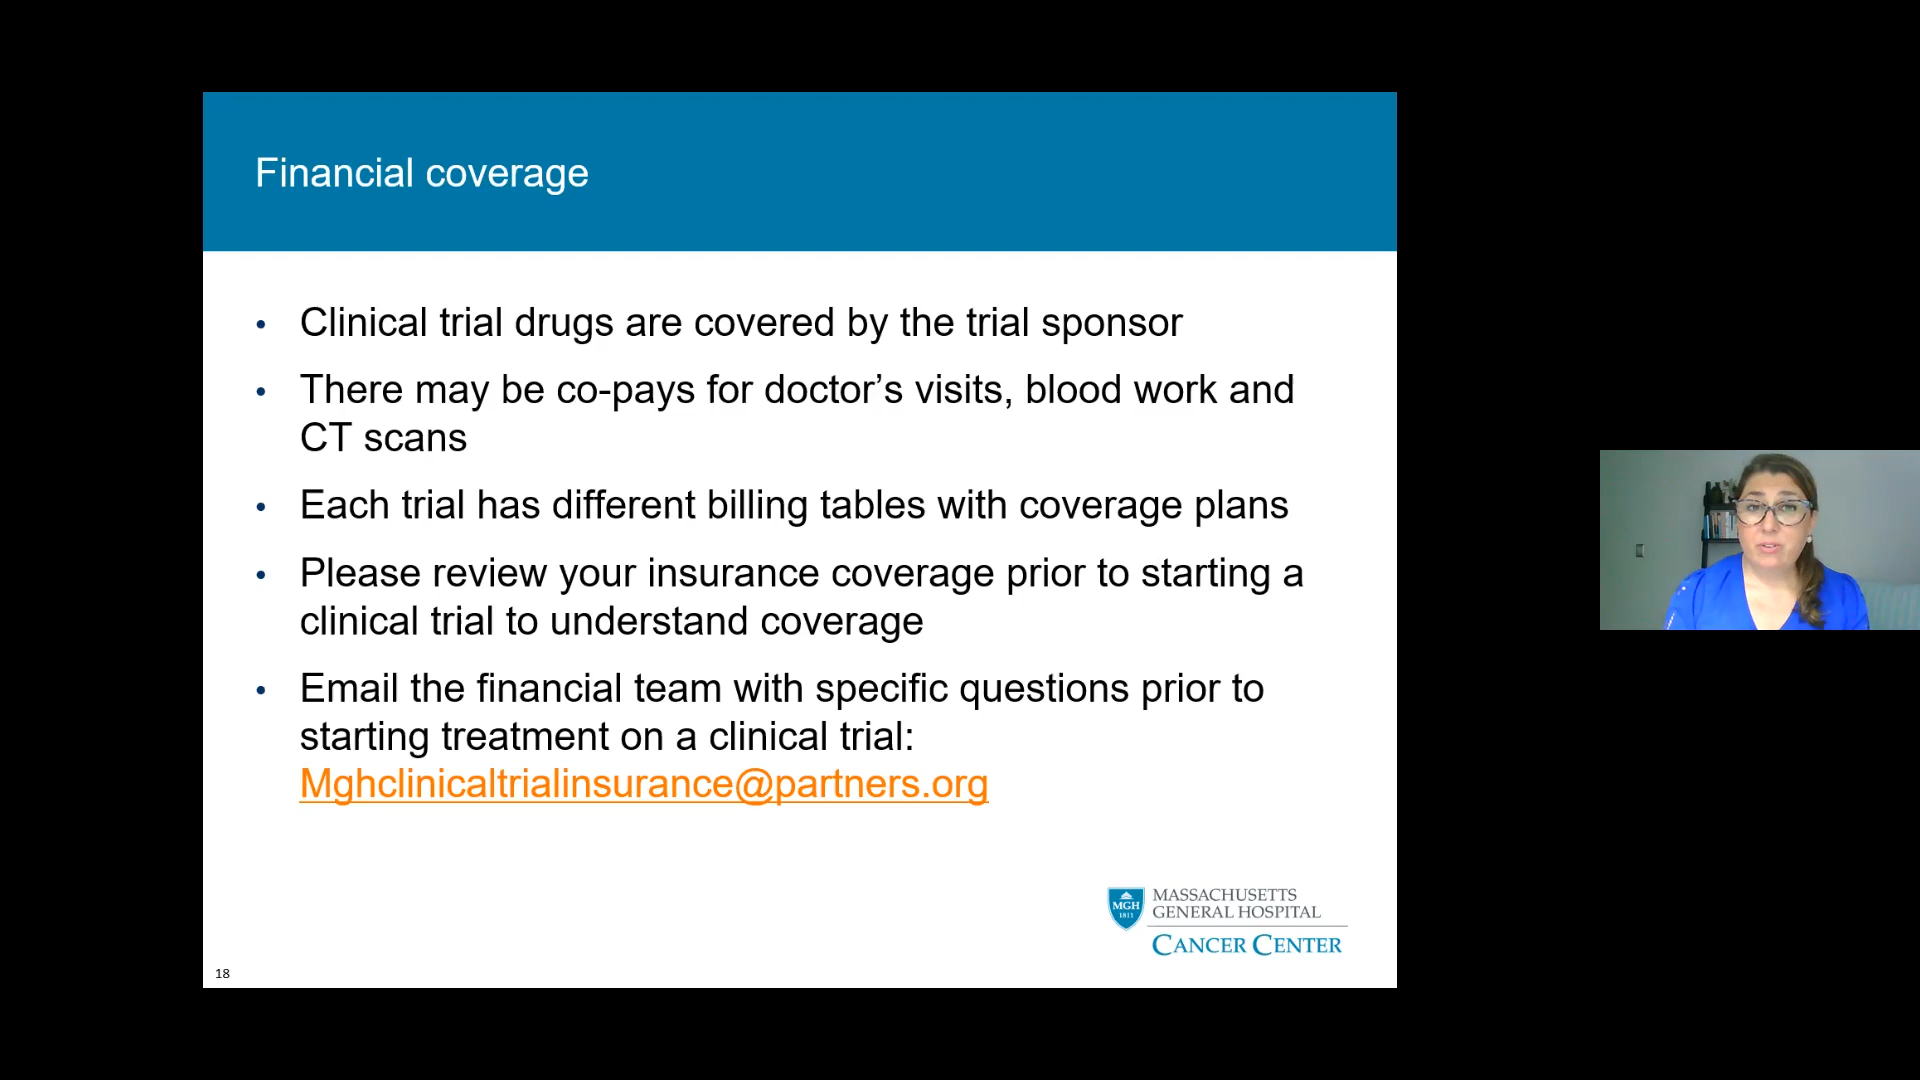 Financial coverage
• Clinical trial drugs are covered by the trial sponsor
• There may be co-pays for doctor’s visits, blood work and
CT scans
• Each trial has different billing tables with coverage plans
• Please review your insurance coverage prior to starting a
clinical trial to understand coverage
• Email the financial team with specific questions prior to
starting treatment on a clinical trial:
Mghclinicaltrialinsurance@partners.org
MGH
1811
MASSACHUSETTS
GENERAL HOSPITAL
CANCER CENTER
18